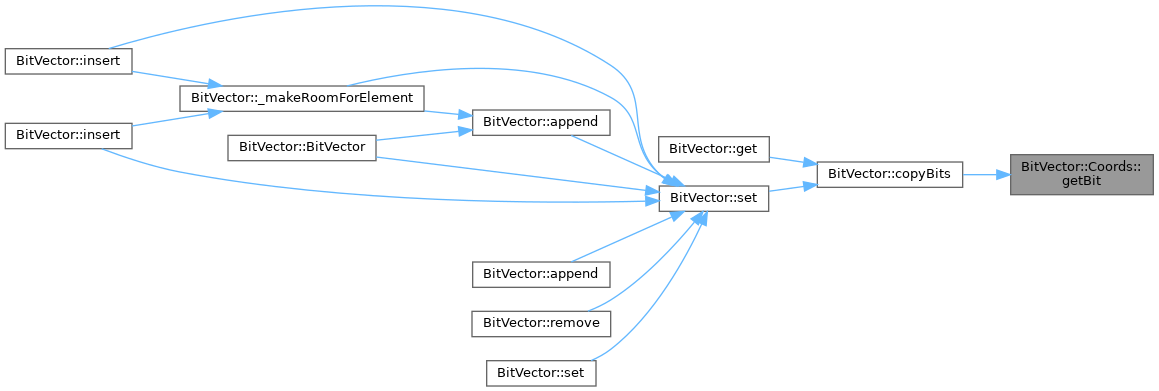 BitVector::insert
BitVector::_makeRoomForElement
BitVector::insert
BitVector::BitVector
BitVector::append
BitVector::get
BitVector::set
BitVector::copyBits
BitVector::Coords::
getBit
BitVector::append
BitVector::remove
BitVector::set